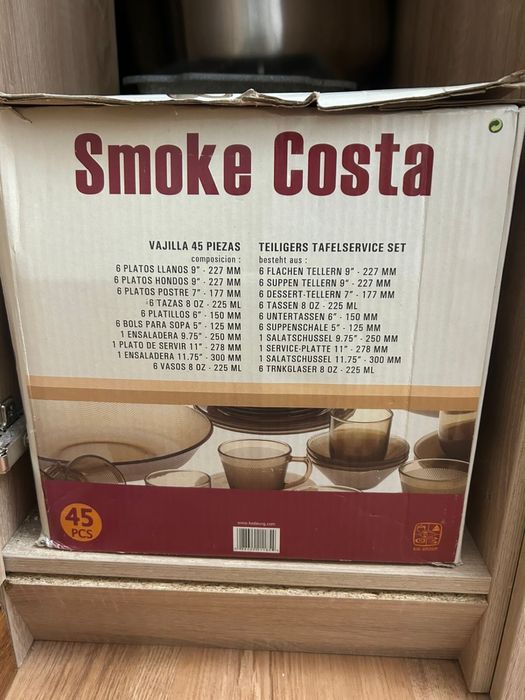 Smoke Costa
VAJILLA 45 PIEZAS
composicion :
6 PLATOS LLANOS 9" - 227 MM
6 PLATOS HONDOS 9" - 227 MM
6 PLATOS POSTRE 7" - 177 MM
6 TAZAS 8 OZ - 225 ML
6 PLATILLOS 6" - 150 MM
6 BOLS PARA SOPA 5" - 125 MM
1 ENSALADERA 9.75" - 250 MM
1 PLATO DE SERVIR 11" - 278 MM
1 ENSALADERA 11.75" - 300 MM
6 VASOS 8 OZ - 225 ML
TEILIGERS TAFELSERVICE SET
besteht aus :
6 FLACHEN TELLERN 9" - 227 MM
6 SUPPEN TELLERN 9" - 227 MM
6 DESSERT-TELLERN 7" - 177 MM
6 TASSEN 8 OZ - 225 ML
6 UNTERTASSEN 6" - 150 MM
6 SUPPENSCHALE 5" - 125 MM
1 SALATSCHUSSEL 9.75" - 250 MM
1 SERVICE-PLATTE 11" - 278 MM
1 SALATSCHUSSEL 11.75" - 300 MM
6 TRNKGLASER 8 OZ - 225 ML
45
PCS